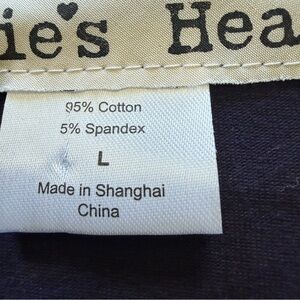 ie's Hea
95% Cotton
5% Spandex
L
Made in Shanghai
China